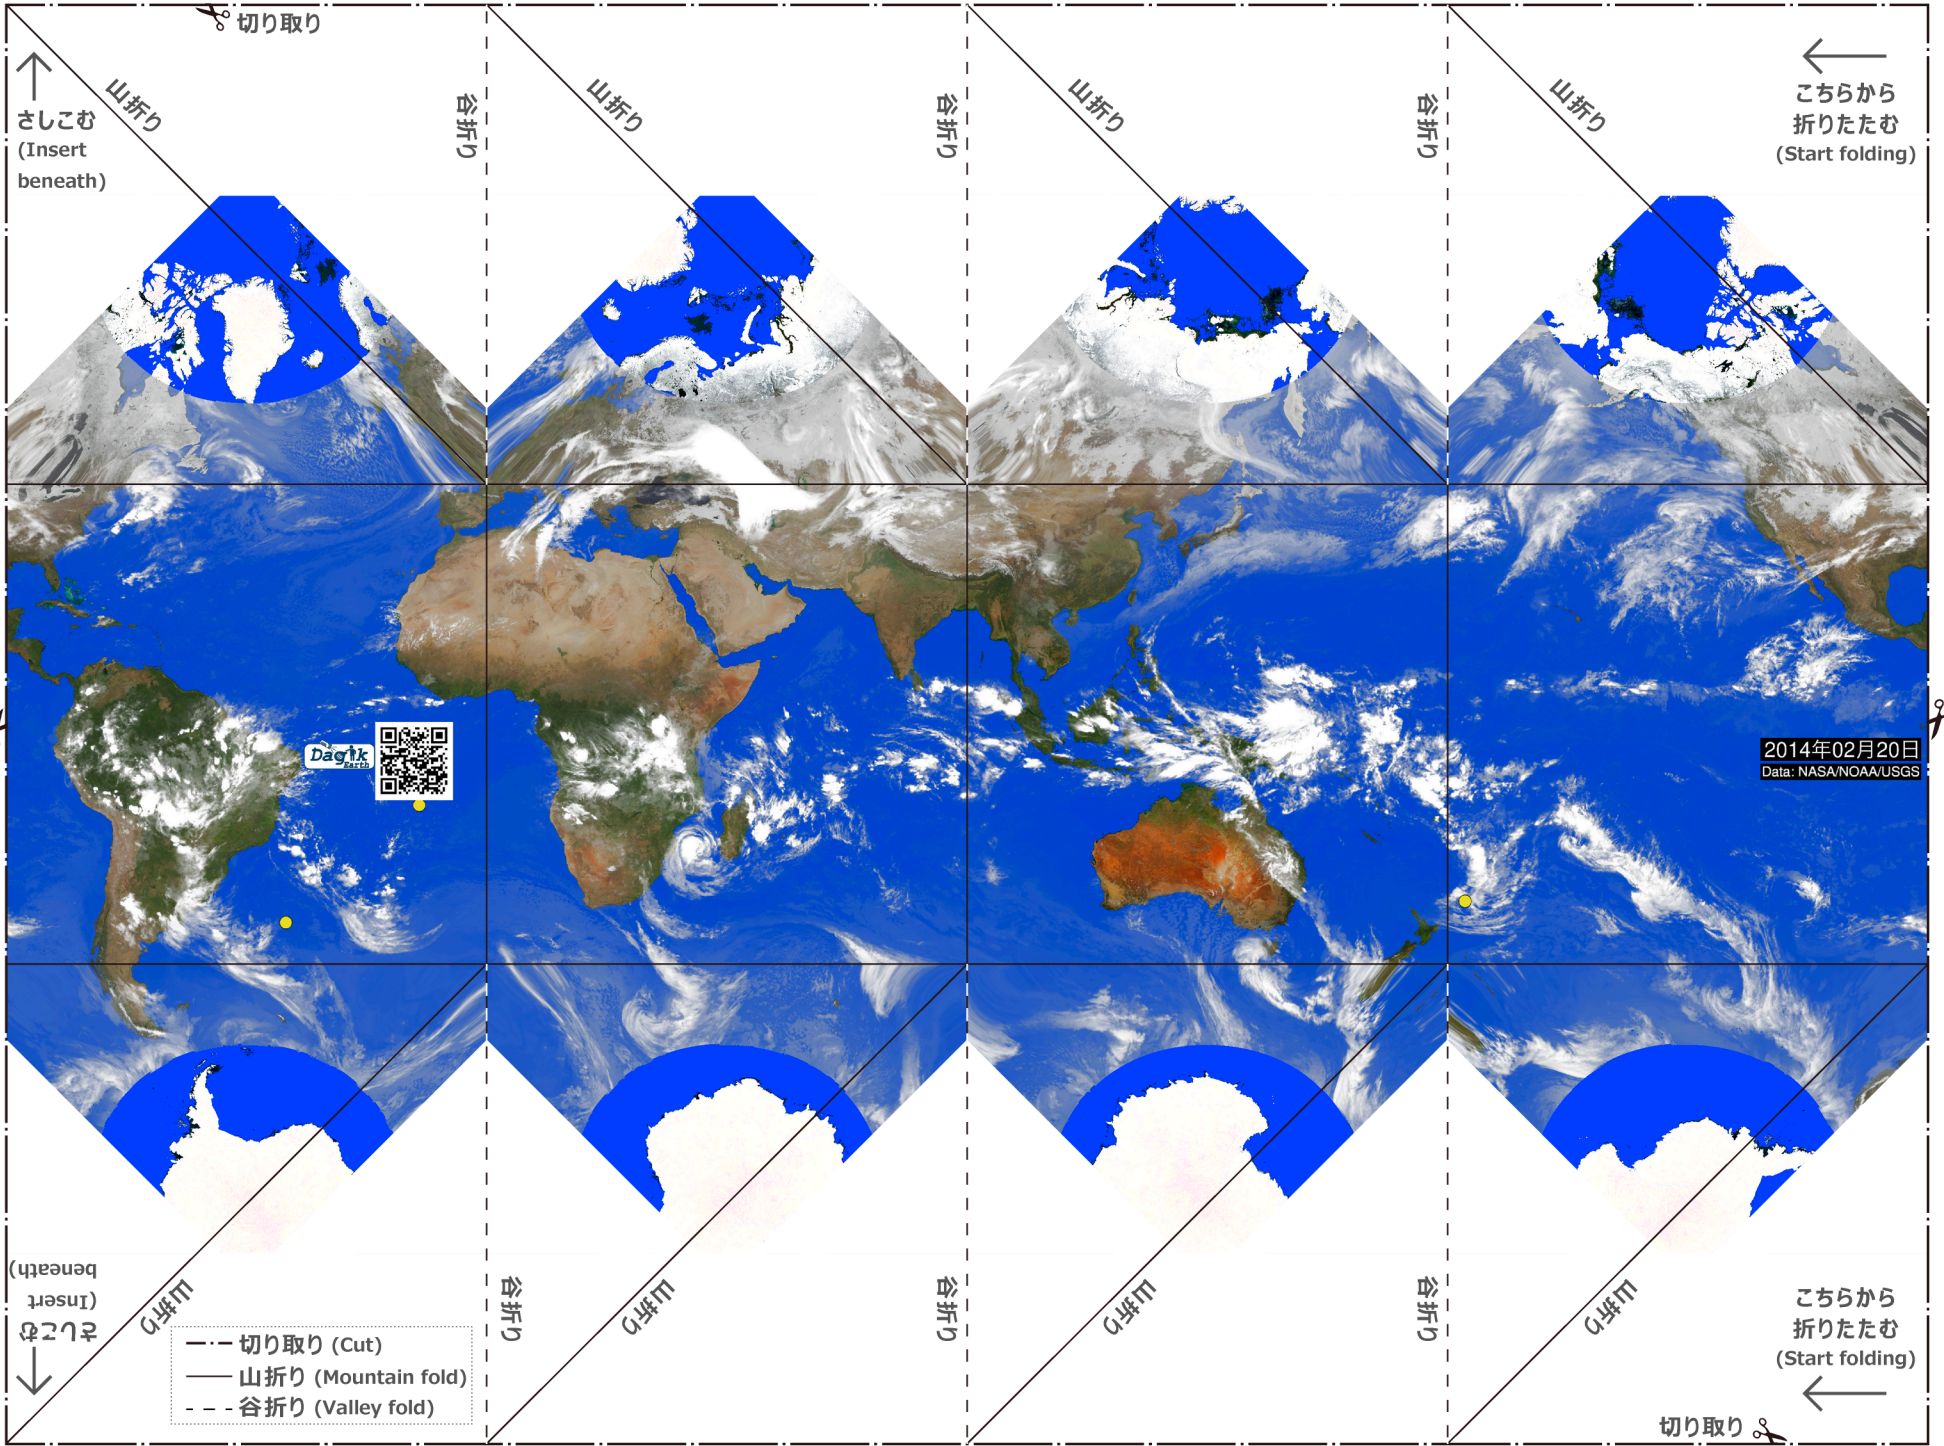 切り取り
山折り
谷折り
山折り
谷折り
山折り
谷折り
山折り
さしこむ
(Insert
beneath)
こちらから
折りたたむ
(Start folding)
Dagik
Earth
2014年02月20日
Data: NASA/NOAA/USGS
さしこむ
(Insert
beneath)
山折り
谷折り
山折り
谷折り
山折り
谷折り
山折り
こちらから
折りたたむ
(Start folding)
切り取り (Cut)
山折り (Mountain fold)
谷折り (Valley fold)
切り取り